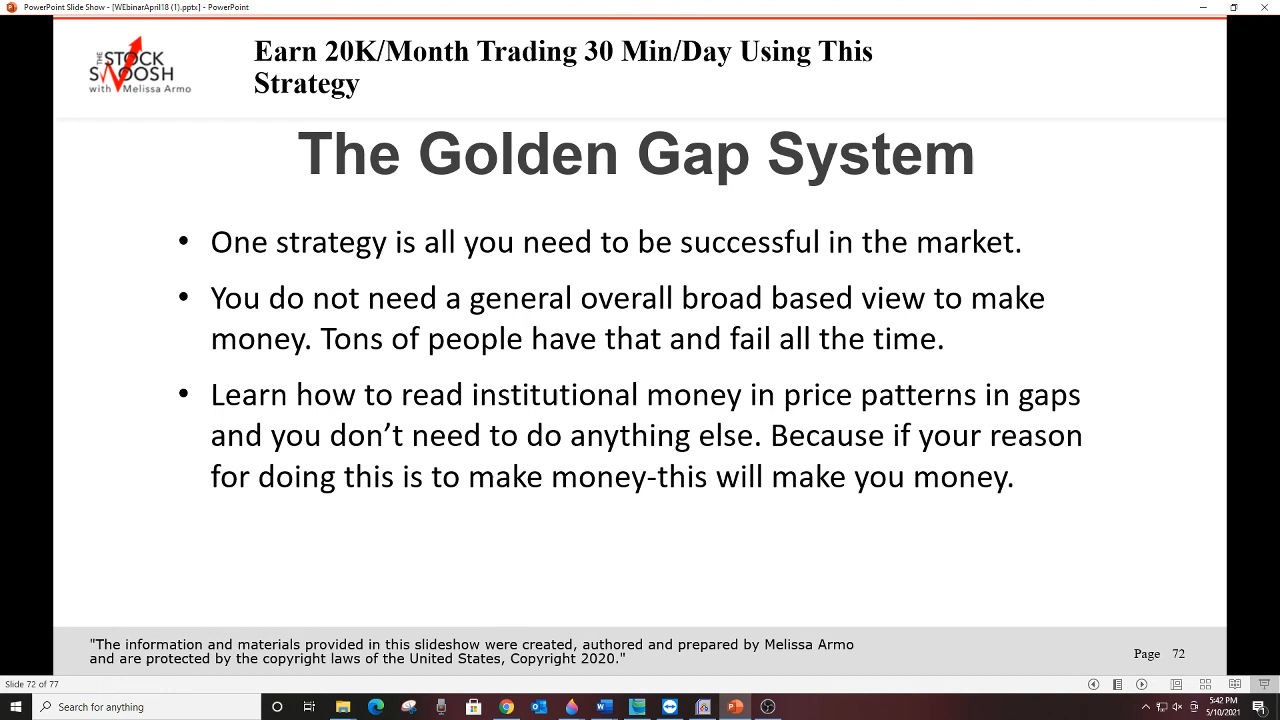 PowerPoint Slide Show - [WEbinarApril18 (1).pptx] - PowerPoint
THE
STOCK
SWOOSH
with Melissa Armo
Earn 20K/Month Trading 30 Min/Day Using This
Strategy
The Golden Gap System
• One strategy is all you need to be successful in the market.
• You do not need a general overall broad based view to make
money. Tons of people have that and fail all the time.
• Learn how to read institutional money in price patterns in gaps
and you don’t need to do anything else. Because if your reason
for doing this is to make money-this will make you money.
"The information and materials provided in this slideshow were created, authored and prepared by Melissa Armo
and are protected by the copyright laws of the United States, Copyright 2020."
Page 72
Slide 72 of 77
Search for anything
5:42 PM
5/10/2021